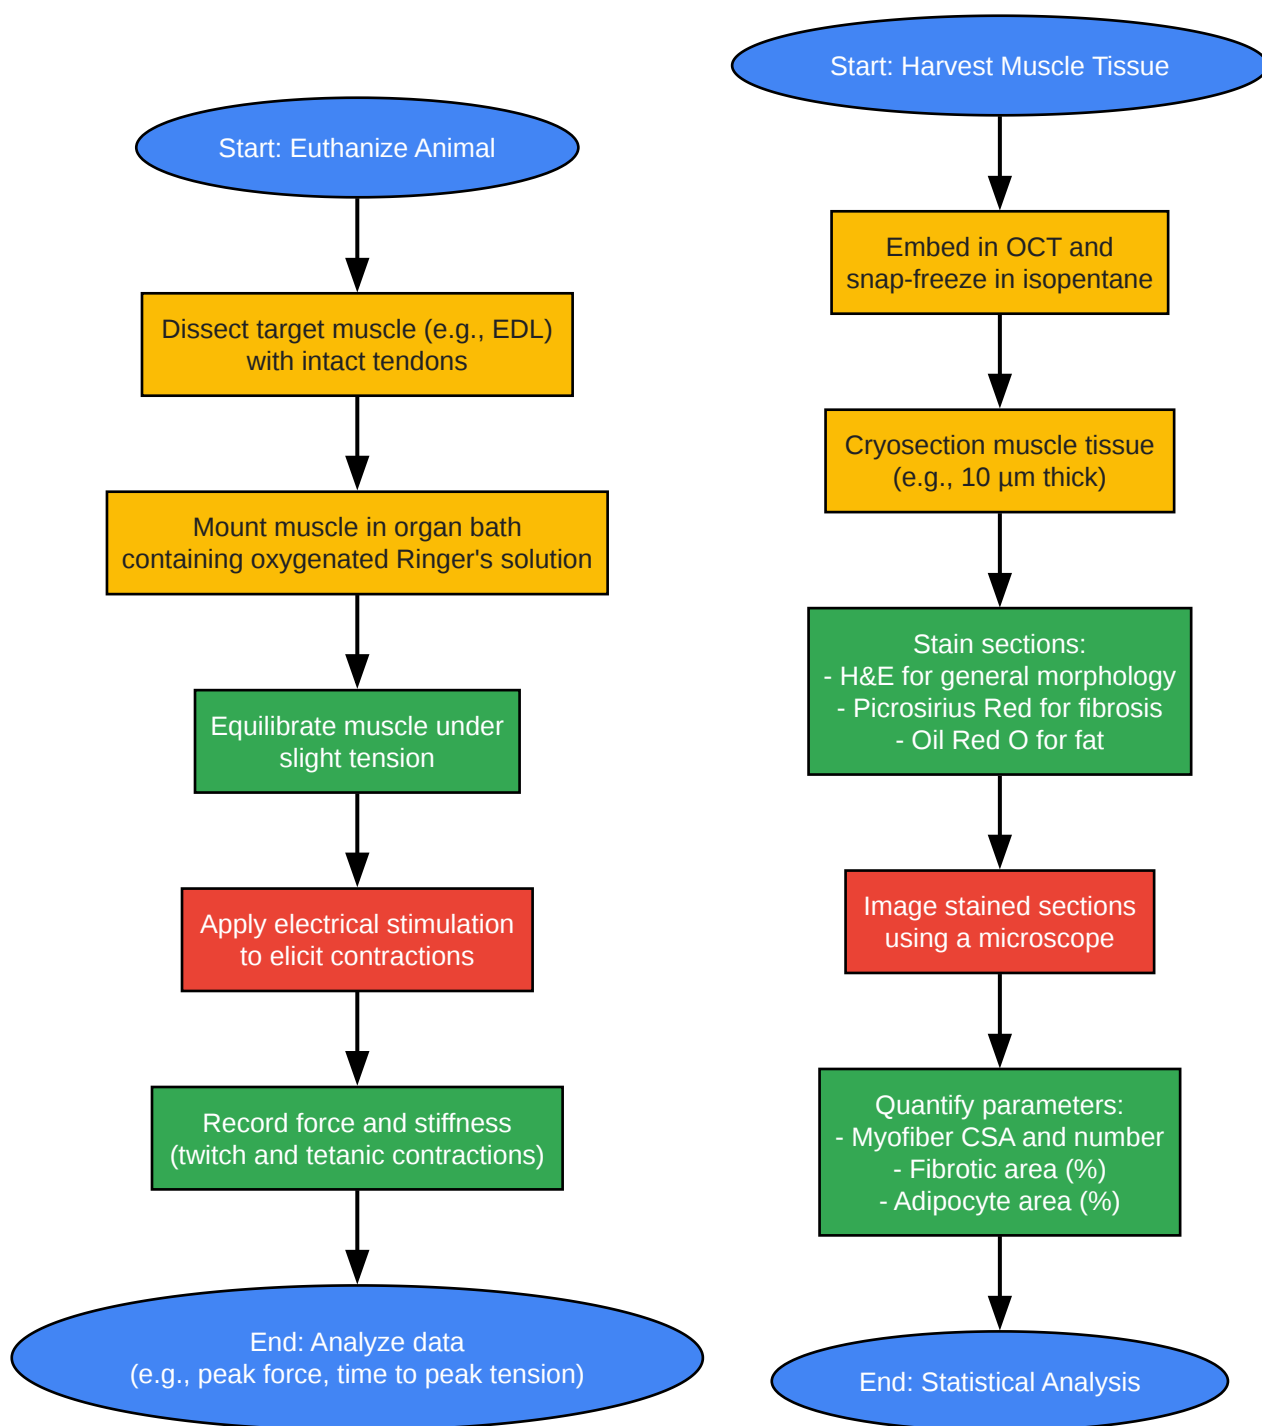 Start: Euthanize Animal
Dissect target muscle (e.g., EDL)
with intact tendons
Mount muscle in organ bath
containing oxygenated Ringer's solution
Equilibrate muscle under
slight tension
Apply electrical stimulation
to elicit contractions
Record force and stiffness
(twitch and tetanic contractions)
End: Analyze data
(e.g., peak force, time to peak tension)
Start: Harvest Muscle Tissue
Embed in OCT and
snap-freeze in isopentane
Cryosection muscle tissue
(e.g., 10 µm thick)
Stain sections:
- H&E for general morphology
- Picrosirius Red for fibrosis
- Oil Red O for fat
Image stained sections
using a microscope
Quantify parameters:
- Myofiber CSA and number
- Fibrotic area (%)
- Adipocyte area (%)
End: Statistical Analysis